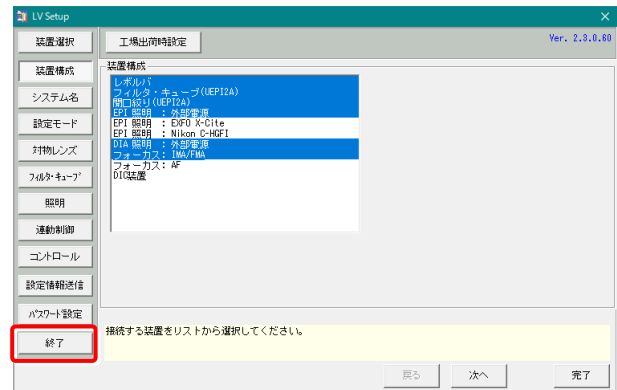 LV Setup
装置選択
工場出荷時設定
Ver. 2.3.0.60
装置構成
装置構成
レボルバ
フィルタ・キューブ(UEPI2A)
開口絞り(UEPI2A)
EPI 照明 : 外部電源
EPI 照明 : EXFO X-Cite
EPI 照明 : Nikon C-HGFI
DIA 照明 : 外部電源
フォーカス: IMA/FMA
フォーカス: AF
DIC装置
システム名
設定モード
対物レンズ
フィルタ・キューブ
照明
連動制御
コントロール
設定情報送信
パスワード設定
終了
接続する装置をリストから選択してください。
戻る
次へ
完了